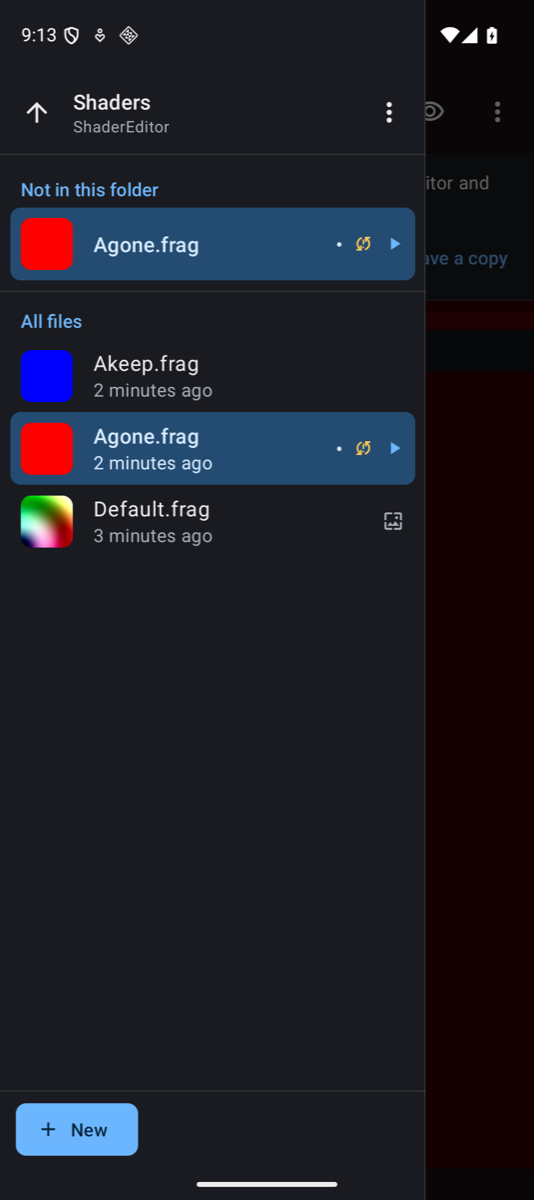 9:13
Shaders
ShaderEditor
itor and
Not in this folder
Agone.frag
ave a copy
All files
Akeep.frag
2 minutes ago
Agone.frag
2 minutes ago
Default.frag
3 minutes ago
+ New